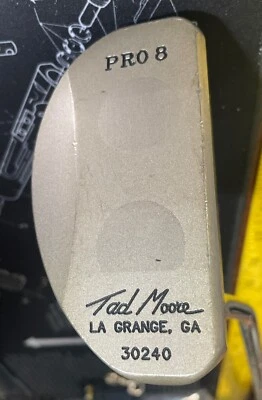 PRO 8
Tad Moore
LA GRANGE, GA
30240